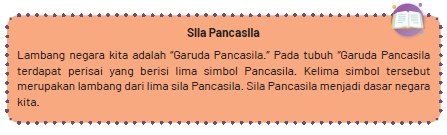 Sila Pancasila
Lambang negara kita adalah "Garuda Pancasila." Pada tubuh "Garuda Pancasila
terdapat perisai yang berisi lima simbol Pancasila. Kelima simbol tersebut
merupakan lambang dari lima sila Pancasila. Sila Pancasila menjadi dasar negara
kita.